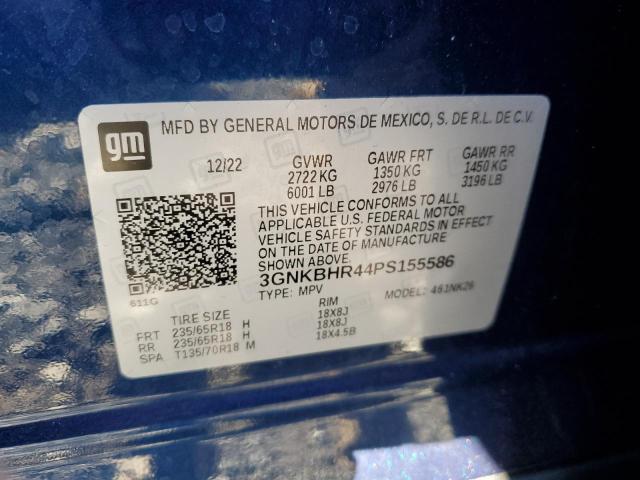 gm
MFD BY GENERAL MOTORS DE MEXICO, S. DE R.L. DE C.V.
12/22 GVWR GAWR FRT GAWR RR
2722 KG 1350 KG 1450 KG
6001 LB 2976 LB 3196 LB
THIS VEHICLE CONFORMS TO ALL
APPLICABLE U.S. FEDERAL MOTOR
VEHICLE SAFETY STANDARDS IN EFFECT
ON THE DATE OF MANUFACTURE
SHOWN ABOVE.
3GNKBHR44PS155586
611G TYPE: MPV MODEL: 461NK26
TIRE SIZE RIM
FRT 235/65R18 H 18X8J
RR 235/65R18 H 18X8J
SPA T135/70R18 M 18X4.5B